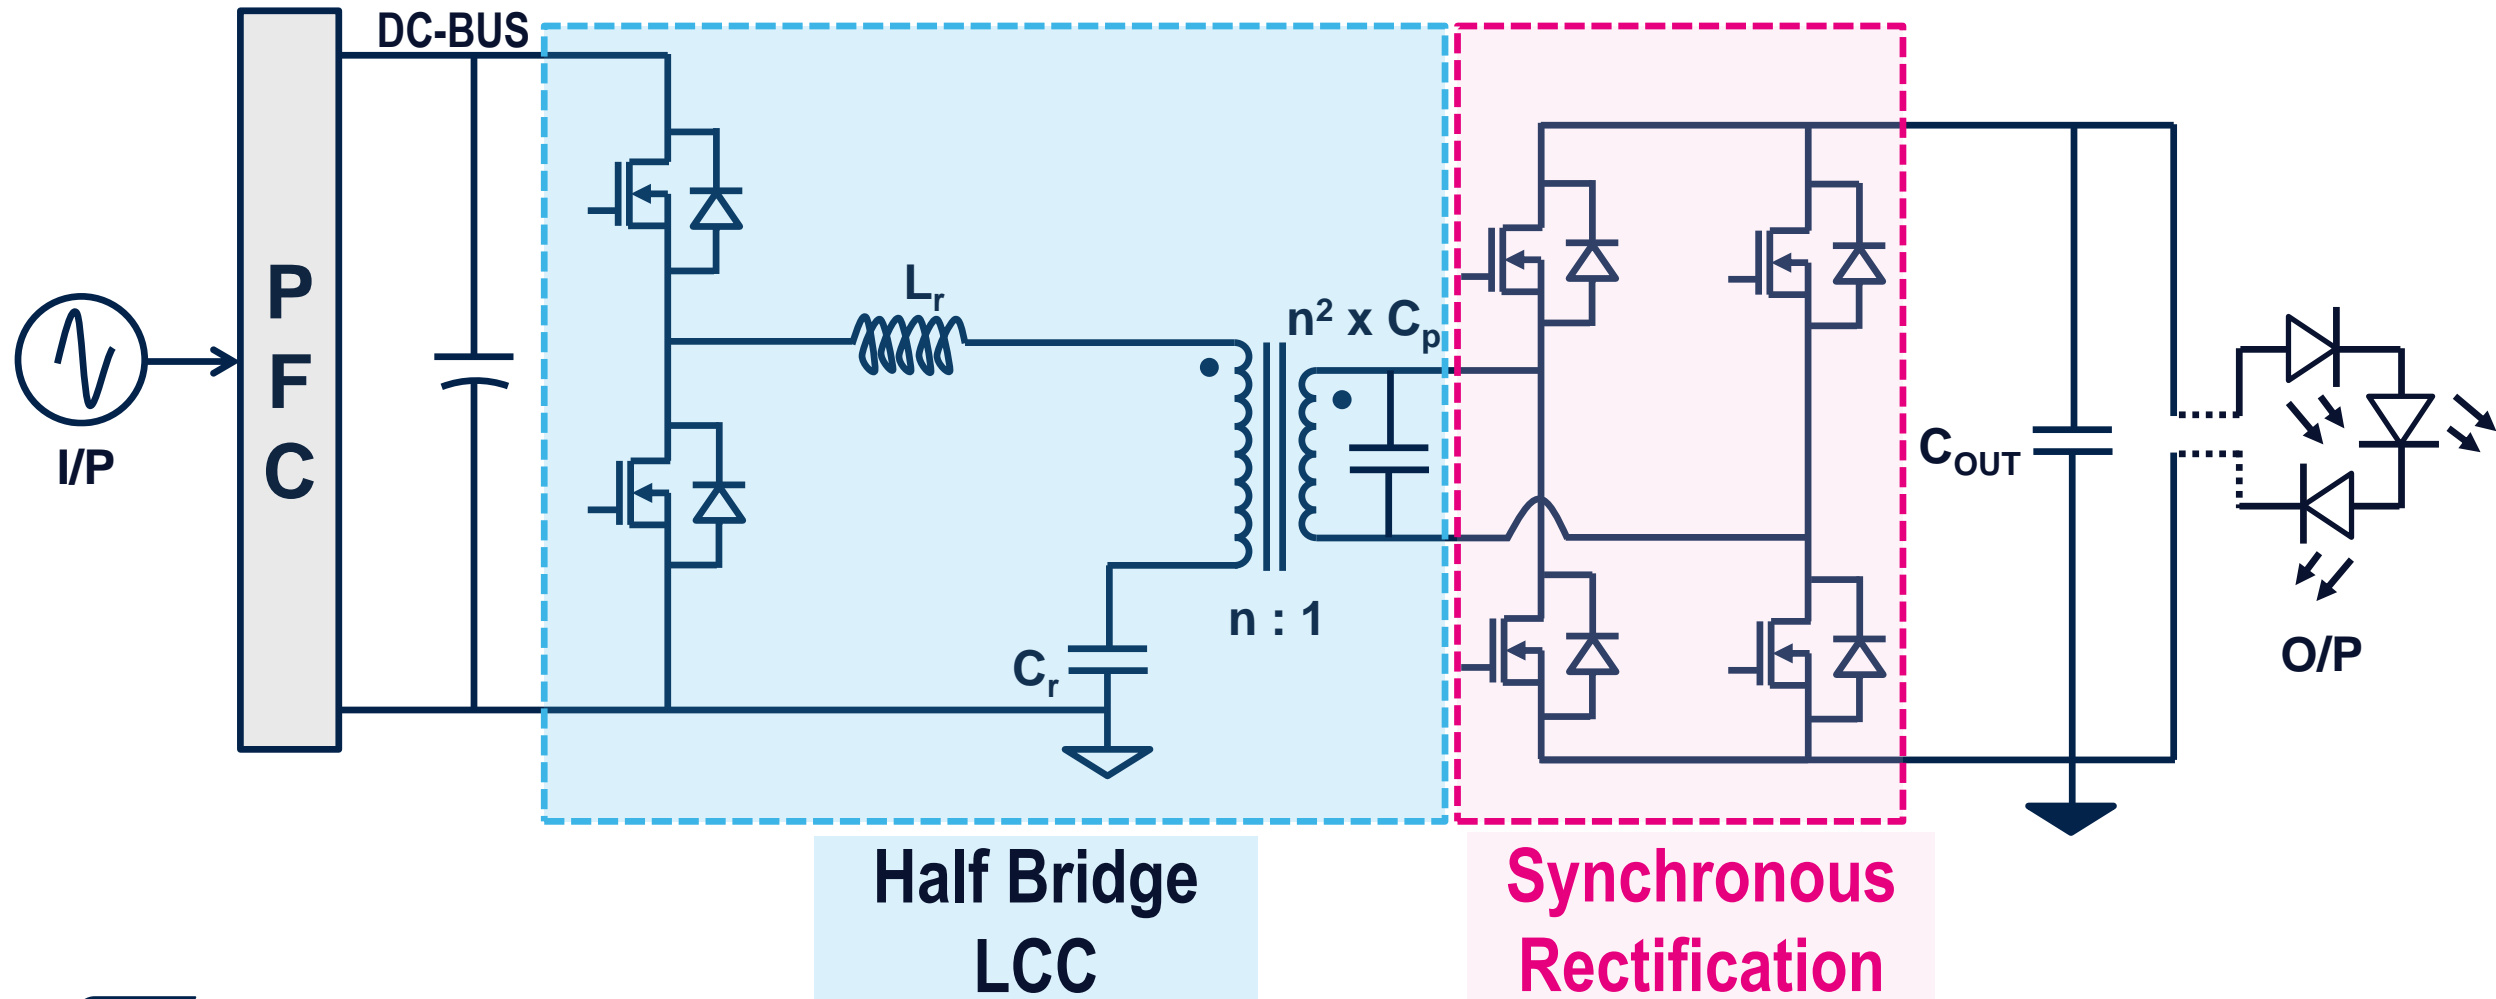 DC-BUS
P
F
C
I/P
Lr
n² x Cp
n : 1
Cr
COUT
O/P
Half Bridge
LCC
Synchronous
Rectification